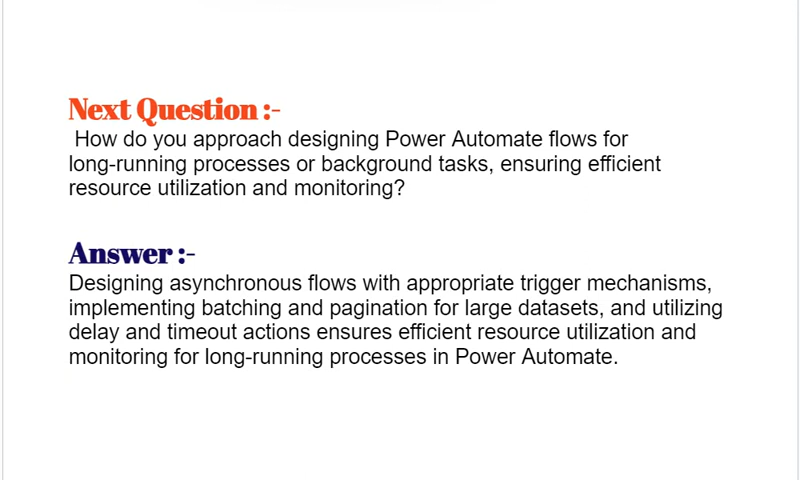 Next Question :-
How do you approach designing Power Automate flows for
long-running processes or background tasks, ensuring efficient
resource utilization and monitoring?
Answer :-
Designing asynchronous flows with appropriate trigger mechanisms,
implementing batching and pagination for large datasets, and utilizing
delay and timeout actions ensures efficient resource utilization and
monitoring for long-running processes in Power Automate.